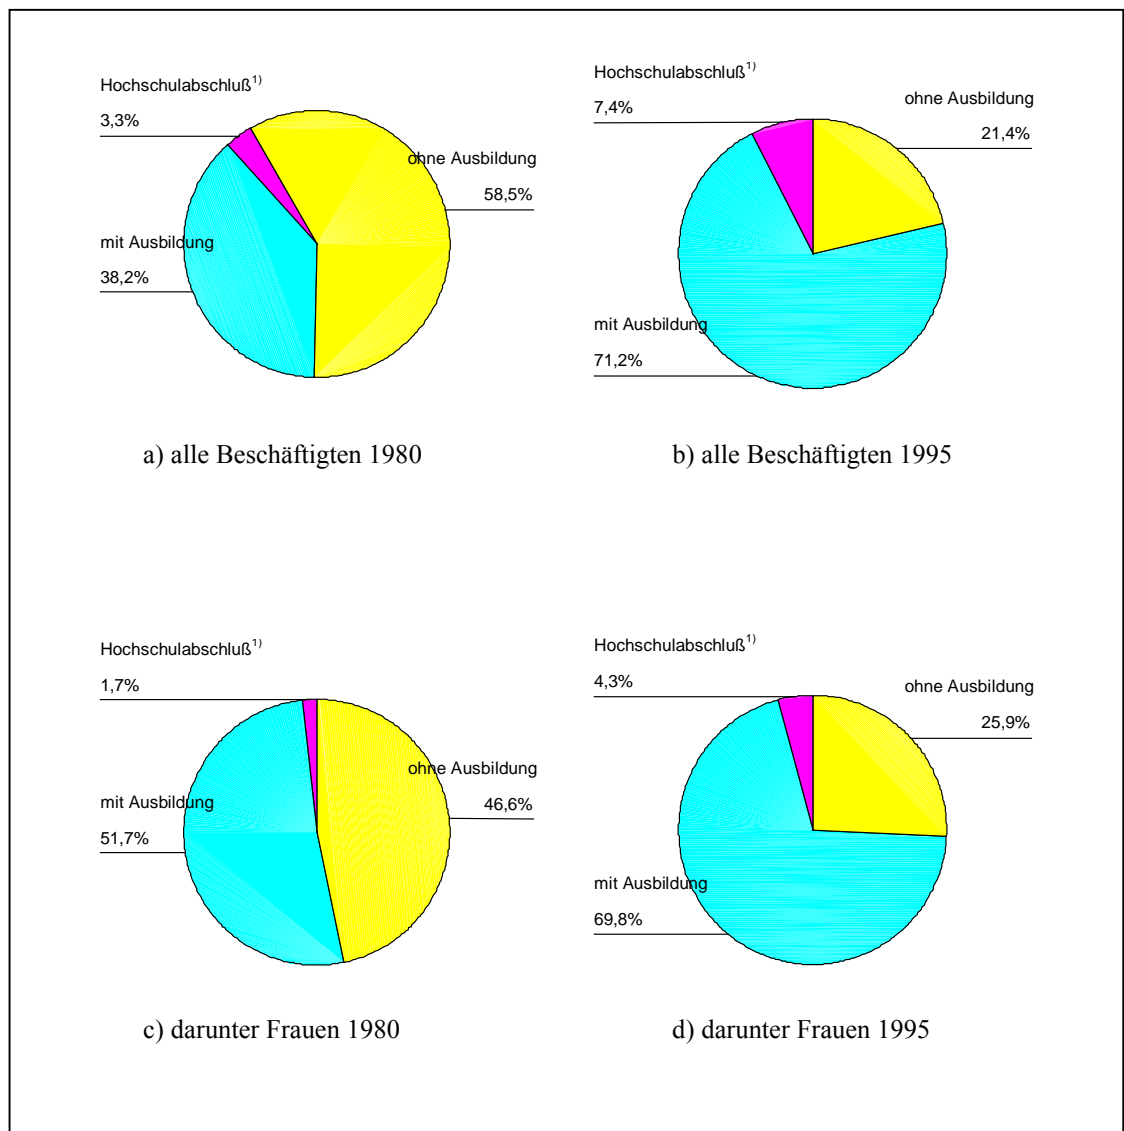 Hochschulabschluß¹⁾
3,3%
ohne Ausbildung
58,5%
mit Ausbildung
38,2%
a) alle Beschäftigten 1980
Hochschulabschluß¹⁾
7,4%
ohne Ausbildung
21,4%
mit Ausbildung
71,2%
b) alle Beschäftigten 1995
Hochschulabschluß¹⁾
1,7%
ohne Ausbildung
46,6%
mit Ausbildung
51,7%
c) darunter Frauen 1980
Hochschulabschluß¹⁾
4,3%
ohne Ausbildung
25,9%
mit Ausbildung
69,8%
d) darunter Frauen 1995